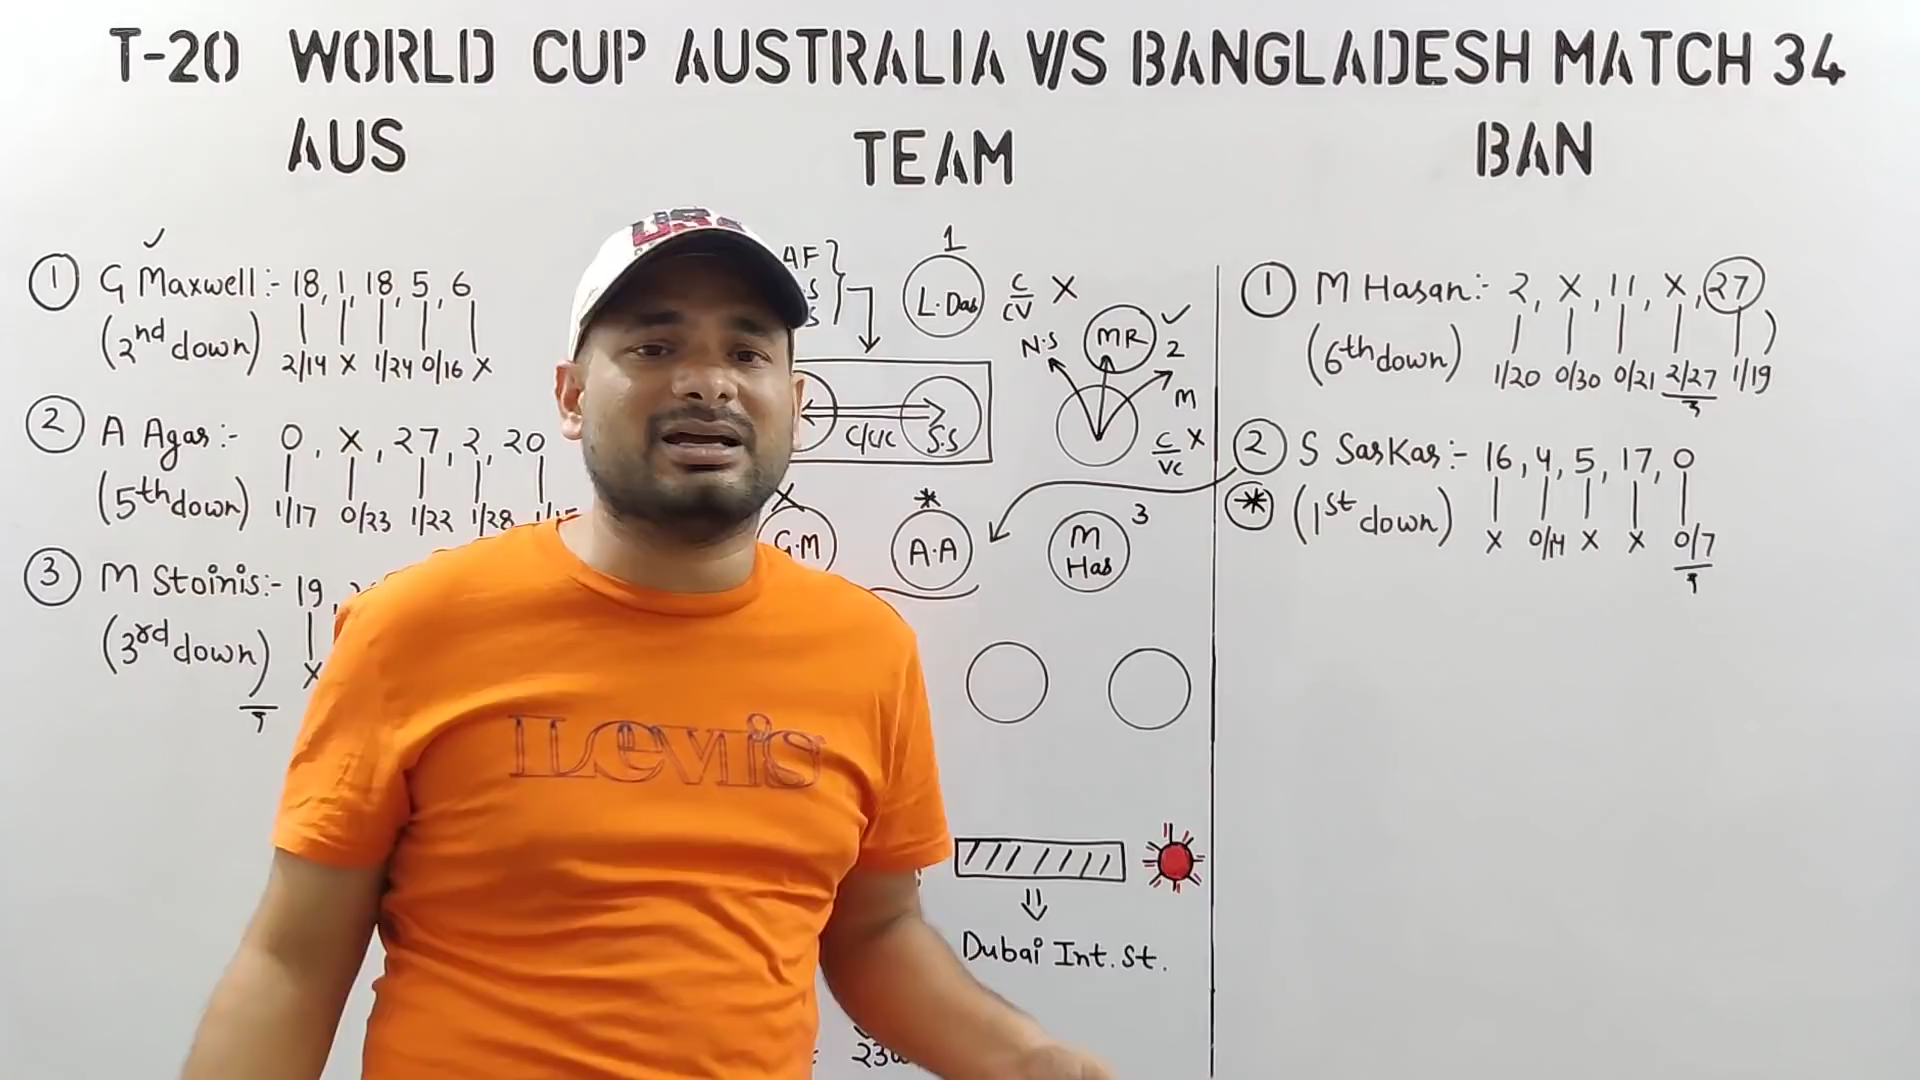 T-20 WORLD CUP AUSTRALIA V/S BANGLADESH MATCH 34
AUS
TEAM
BAN
① G Maxwell:- 18, 1, 18, 5, 6
(2nd down)
2/14 X 1/24 0/16 X
② A Agar:- 0, X, 27, 2, 20
(5th down)
1/17 0/23 1/22 1/28
③ M Stoinis:- 19,
(3rd down)
X
AF
1
L.Das
C/CV X
N.S
MR
2
M
C/VC X
C/VC
S.S
X
G.M
*
A.A
M Has
3
Dubai Int. St.
① M Hasan:- 2, X, 11, X, 27
(6th down)
1/20 0/30 0/21 2/27 1/19
② S Sarkar:- 16, 4, 5, 17, 0
* (1st down)
X 0/14 X X 0/7
USA
Levis